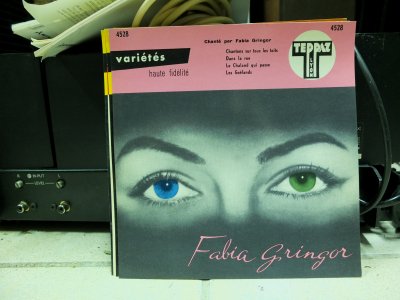 4528
variétés
haute fidélité
Chanté par Fabia Gringor
Chantons sur tous les toits
Dans la rue
Le Chaland qui passe
Les Goélands
4528
TEPPAZ
LYON
Fabia Gringor
R INPUT L
LEVEL